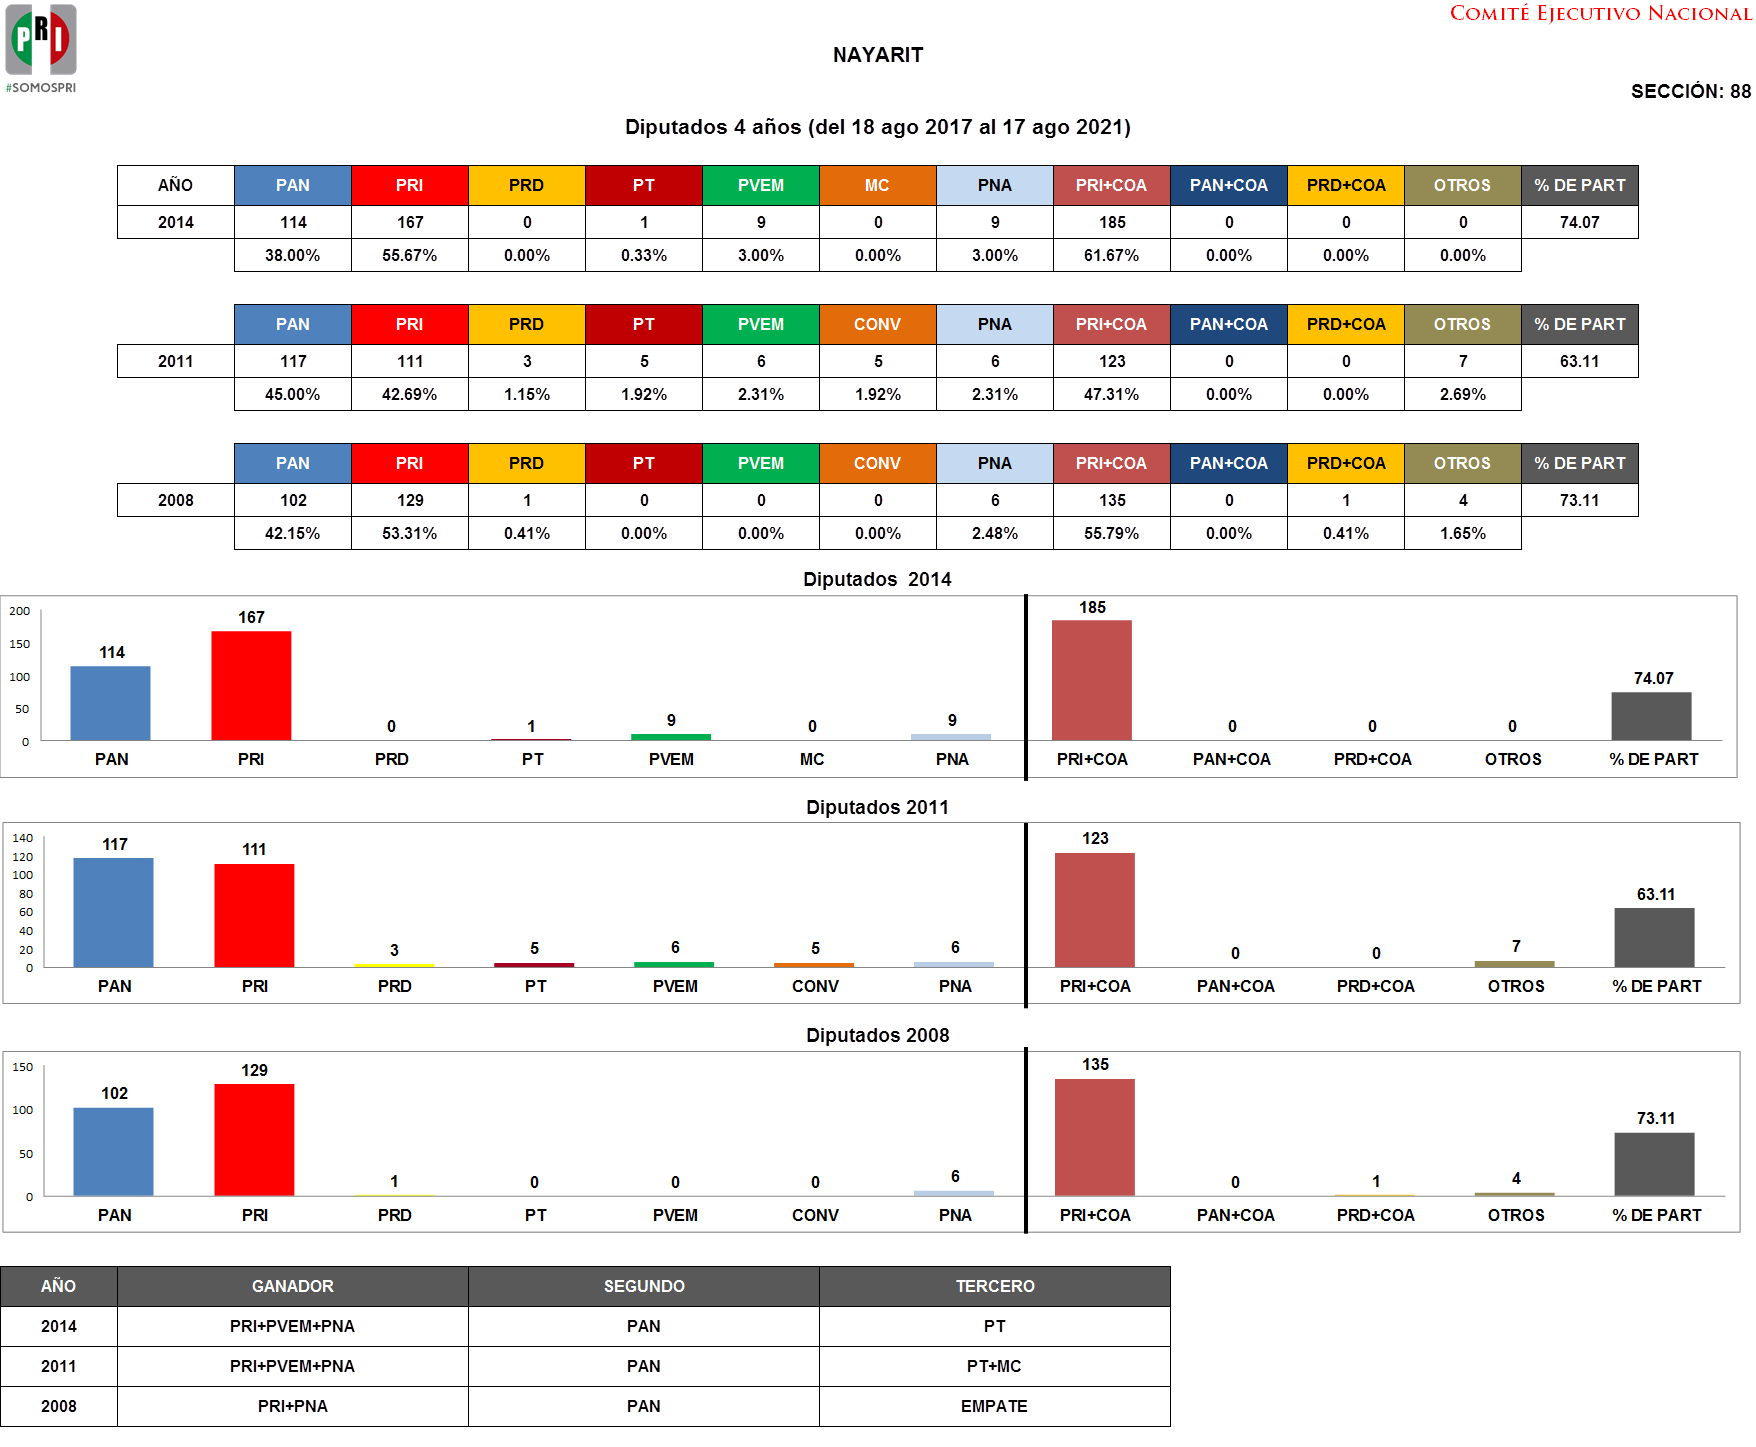 PRI
#SOMOSPRI
COMITÉ EJECUTIVO NACIONAL
NAYARIT
SECCIÓN: 88
Diputados 4 años (del 18 ago 2017 al 17 ago 2021)
AÑO PAN PRI PRD PT PVEM MC PNA PRI+COA PAN+COA PRD+COA OTROS % DE PART
2014 114 167 0 1 9 0 9 185 0 0 0 74.07
38.00% 55.67% 0.00% 0.33% 3.00% 0.00% 3.00% 61.67% 0.00% 0.00% 0.00%
PAN PRI PRD PT PVEM CONV PNA PRI+COA PAN+COA PRD+COA OTROS % DE PART
2011 117 111 3 5 6 5 6 123 0 0 7 63.11
45.00% 42.69% 1.15% 1.92% 2.31% 1.92% 2.31% 47.31% 0.00% 0.00% 2.69%
PAN PRI PRD PT PVEM CONV PNA PRI+COA PAN+COA PRD+COA OTROS % DE PART
2008 102 129 1 0 0 0 6 135 0 1 4 73.11
42.15% 53.31% 0.41% 0.00% 0.00% 0.00% 2.48% 55.79% 0.00% 0.41% 1.65%
Diputados 2014
200
150
100
50
0
114 167 0 1 9 0 9 185 0 0 0 74.07
PAN PRI PRD PT PVEM MC PNA PRI+COA PAN+COA PRD+COA OTROS % DE PART
Diputados 2011
140
120
100
80
60
40
20
0
117 111 3 5 6 5 6 123 0 0 7 63.11
PAN PRI PRD PT PVEM CONV PNA PRI+COA PAN+COA PRD+COA OTROS % DE PART
Diputados 2008
150
100
50
0
102 129 1 0 0 0 6 135 0 1 4 73.11
PAN PRI PRD PT PVEM CONV PNA PRI+COA PAN+COA PRD+COA OTROS % DE PART
AÑO GANADOR SEGUNDO TERCERO
2014 PRI+PVEM+PNA PAN PT
2011 PRI+PVEM+PNA PAN PT+MC
2008 PRI+PNA PAN EMPATE